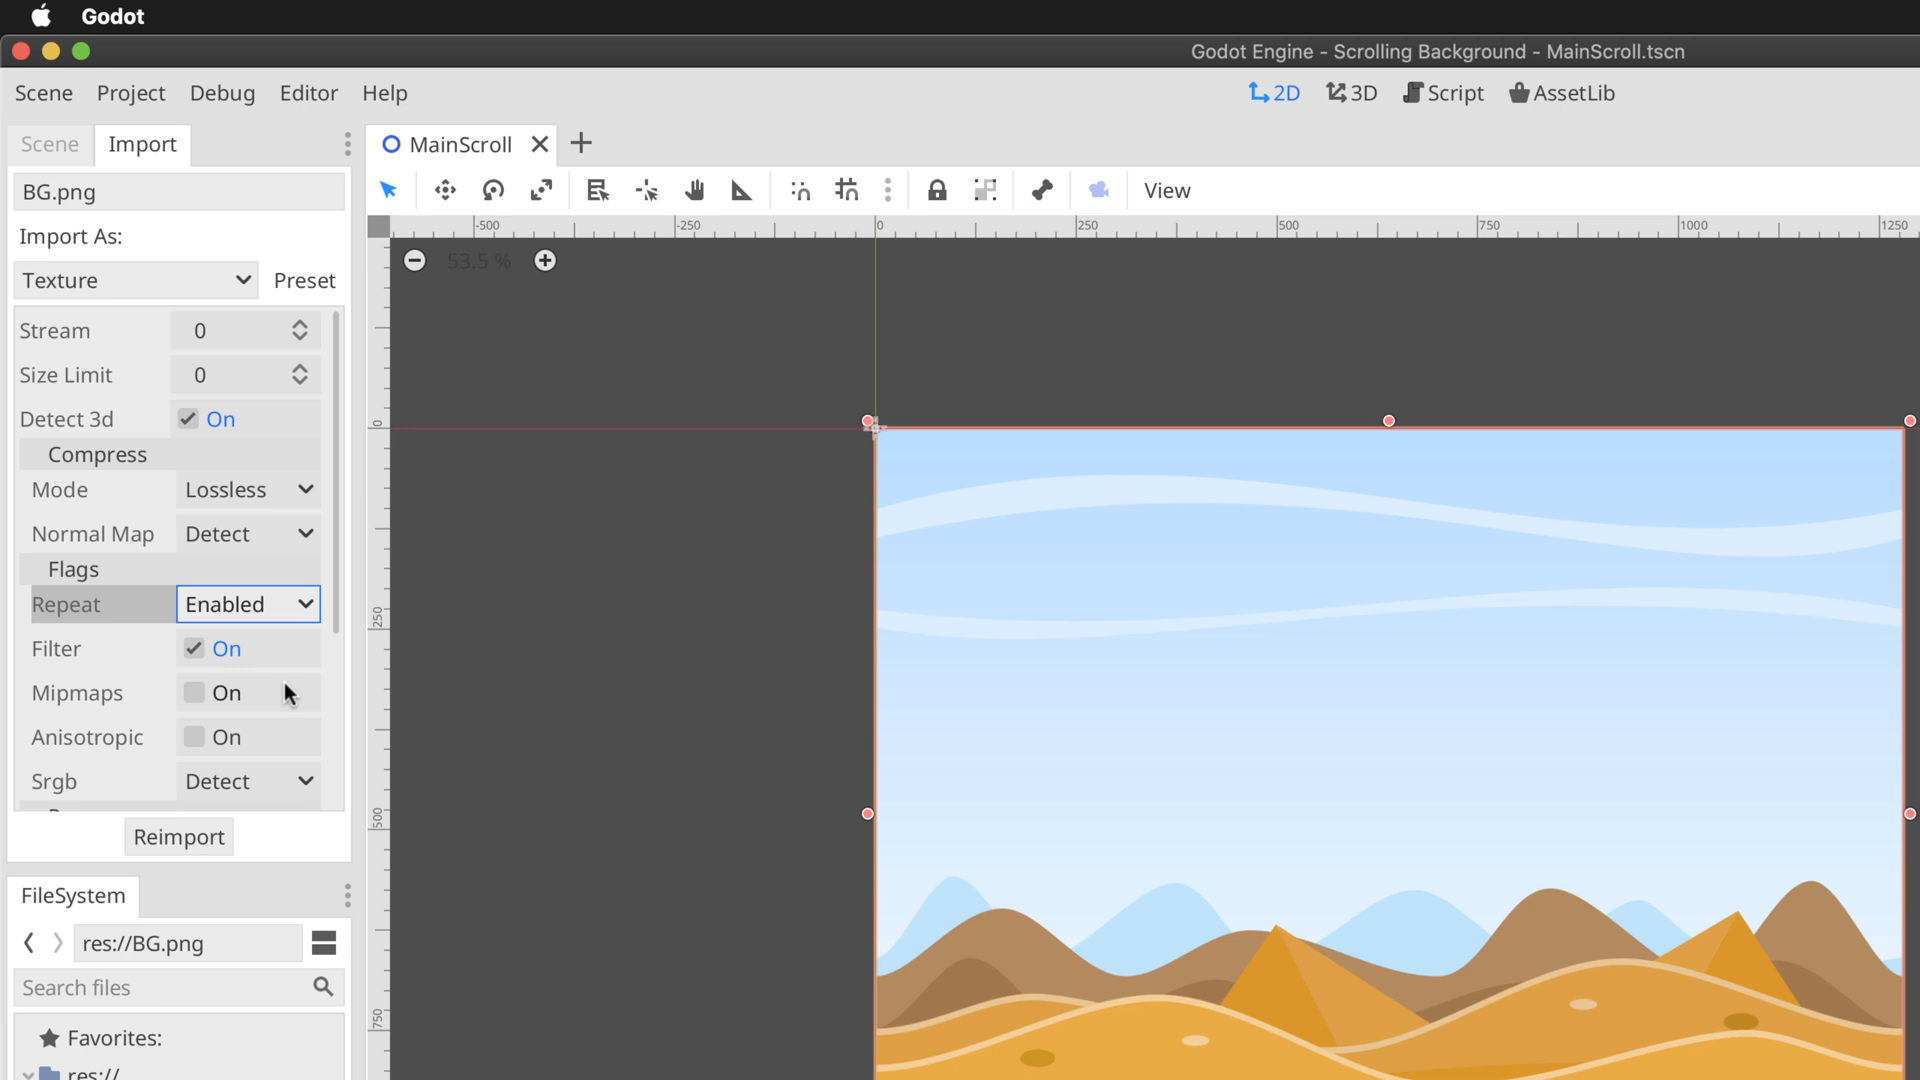 Godot
Godot Engine - Scrolling Background - MainScroll.tscn
Scene Project Debug Editor Help
2D 3D Script AssetLib
Scene Import
MainScroll
BG.png
View
Import As:
-500 -250 0 250 500 750 1000 1250
53.5 %
Texture Preset
Stream 0
Size Limit 0
Detect 3d On
Compress
Mode Lossless
Normal Map Detect
Flags
Repeat Enabled
Filter On
Mipmaps On
Anisotropic On
Srgb Detect
Reimport
0
250
500
750
FileSystem
res://BG.png
Search files
Favorites:
res://